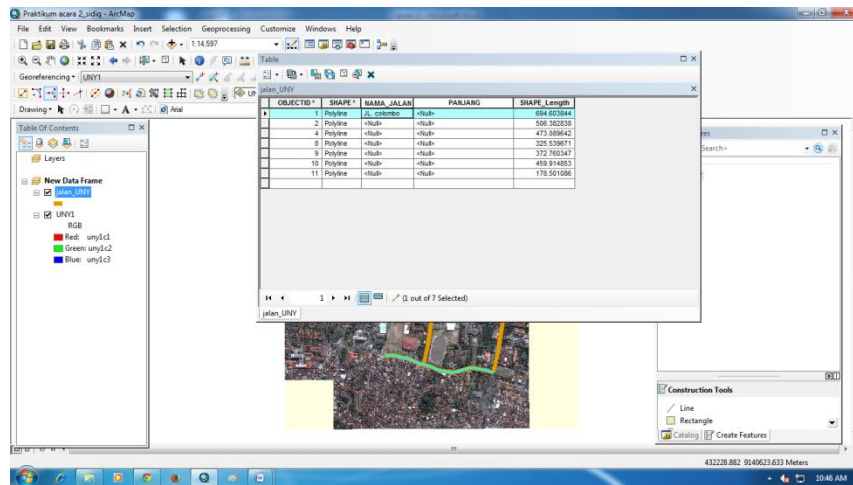 Praktikum acara 2_sidiq - ArcMap
File Edit View Bookmarks Insert Selection Geoprocessing Customize Windows Help
1:14.597
Table
Georeferencing UNY1
jalan_UNY
Drawing A Arial
OBJECTID * SHAPE * NAMA_JALAN PANJANG SHAPE_Length
1 Polyline JL. colombo <Null> 694.603844
2 Polyline <Null> <Null> 506.382838
4 Polyline <Null> <Null> 473.089642
8 Polyline <Null> <Null> 325.539671
9 Polyline <Null> <Null> 372.760347
10 Polyline <Null> <Null> 459.914853
11 Polyline <Null> <Null> 178.501086
Table Of Contents
Layers
New Data Frame
jalan_UNY
UNY1
RGB
Red: uny1c1
Green: uny1c2
Blue: uny1c3
Search>
1 (1 out of 7 Selected)
jalan_UNY
Construction Tools
Line
Rectangle
Catalog Create Features
432228.882 9140623.633 Meters
10:46 AM